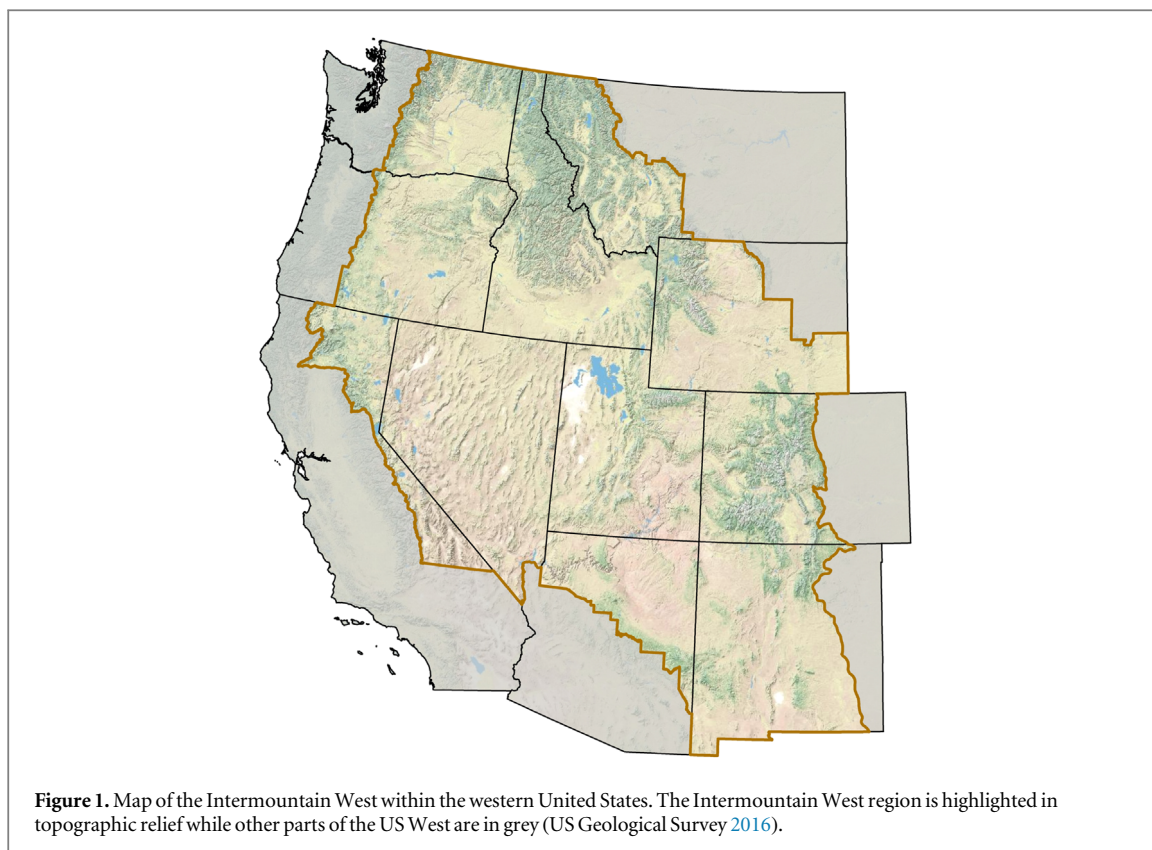 Figure 1. Map of the Intermountain West within the western United States. The Intermountain West region is highlighted in
topographic relief while other parts of the US West are in grey (US Geological Survey 2016).